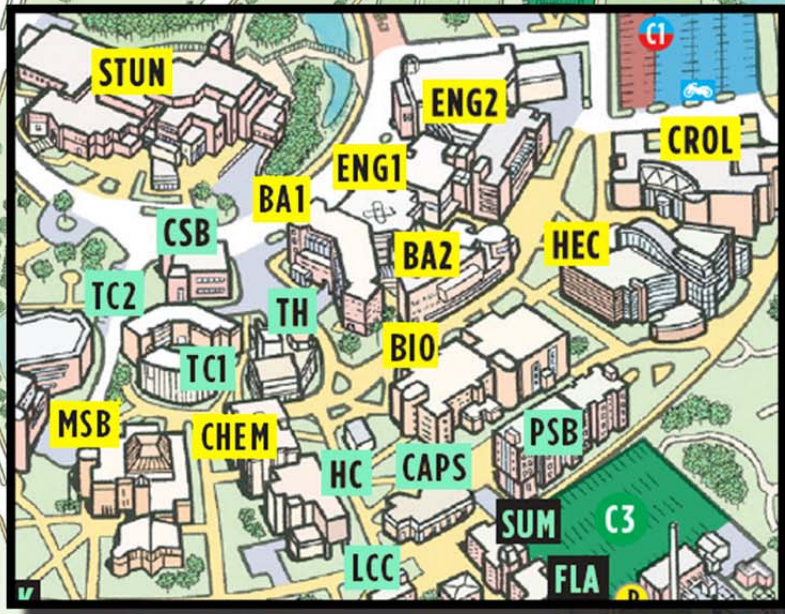 STUN
C1
ENG2
CROL
ENG1
BA1
CSB
BA2
HEC
TC2
TH
BIO
TC1
MSB
CHEM
PSB
HC
CAPS
SUM
C3
LCC
FLA